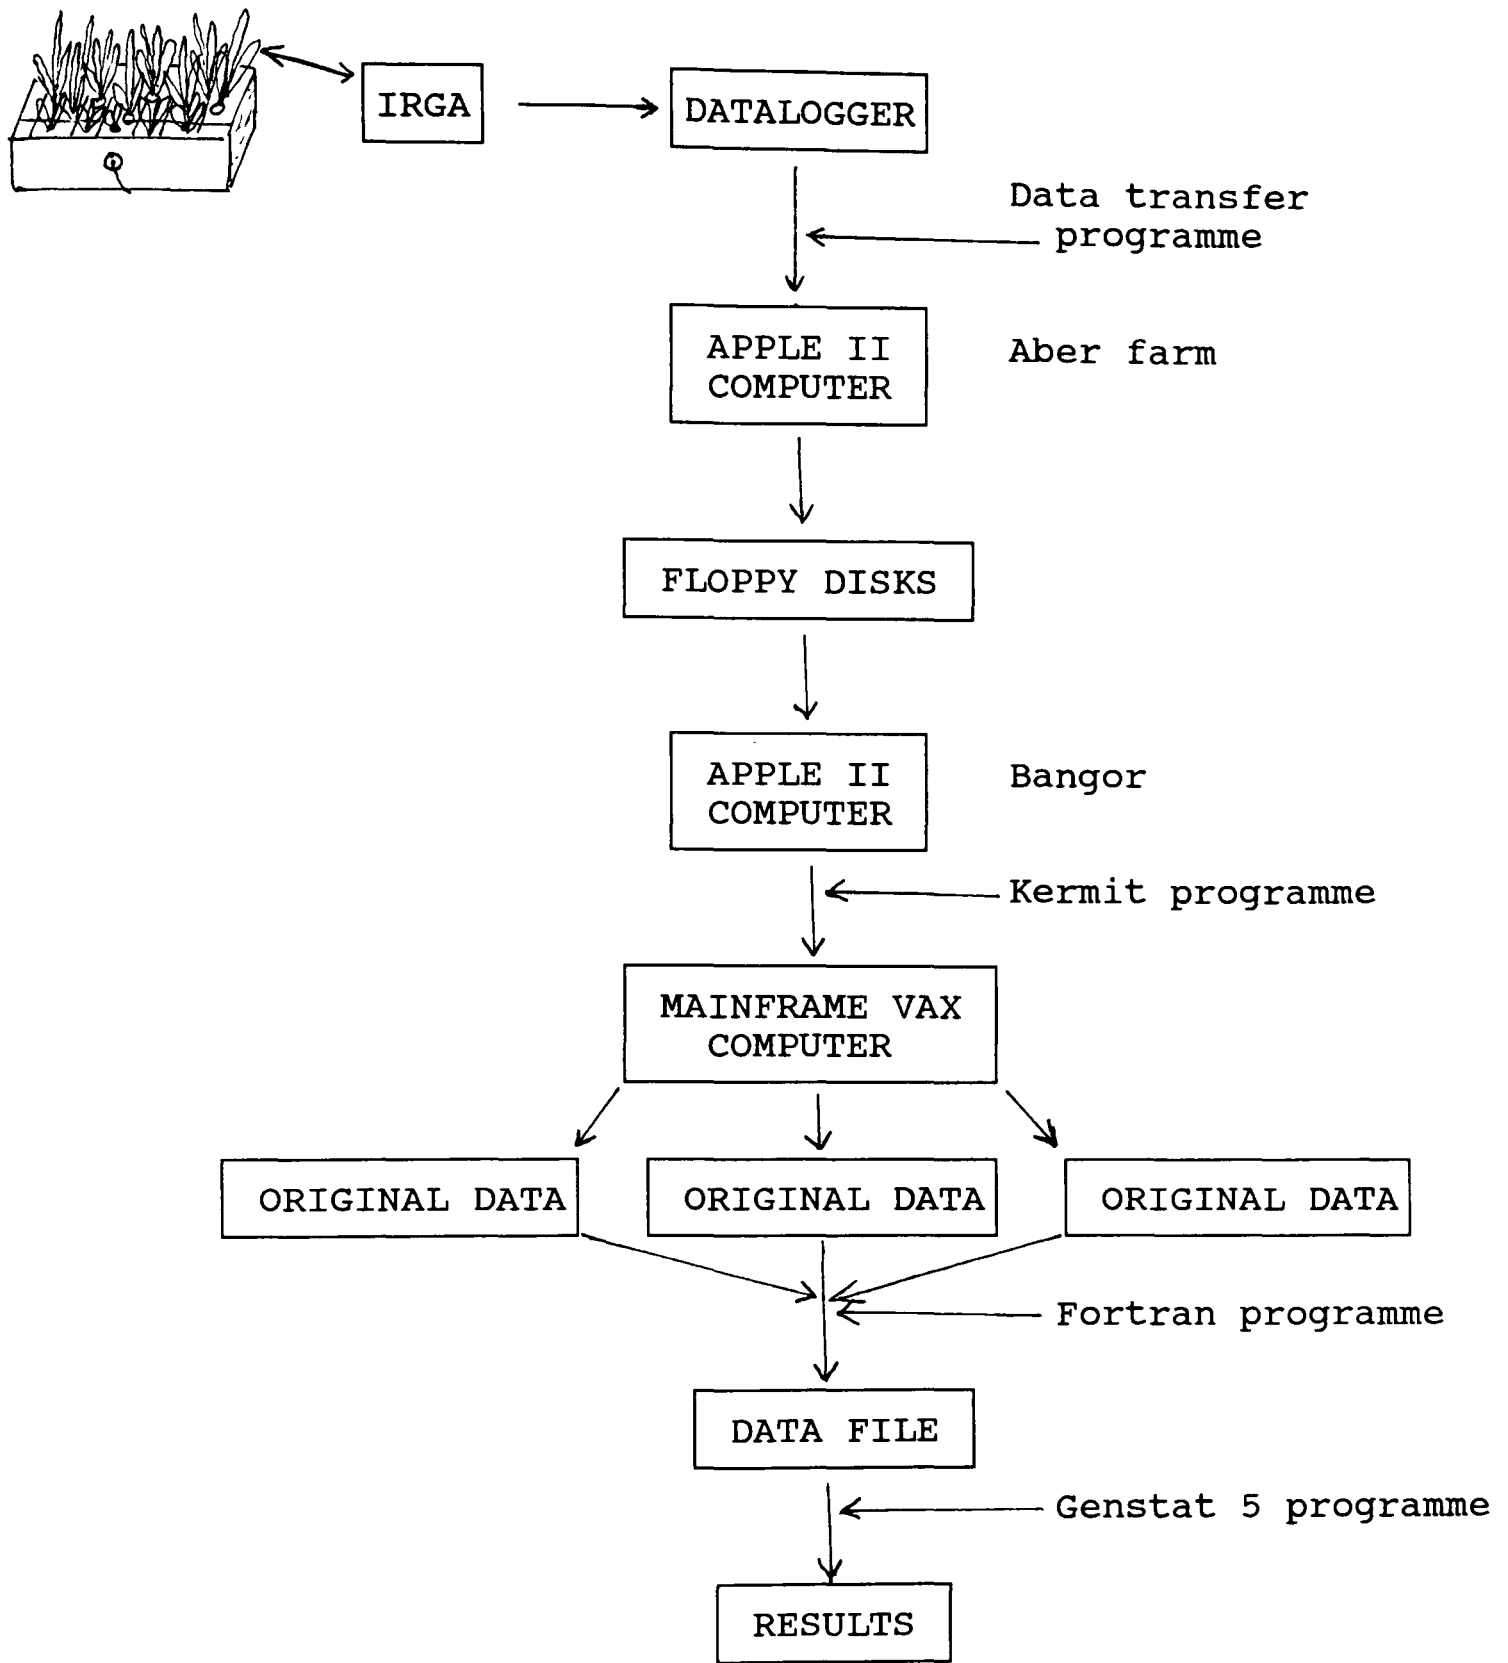 IRGA
DATALOGGER
Data transfer
programme
APPLE II
COMPUTER
Aber farm
FLOPPY DISKS
APPLE II
COMPUTER
Bangor
Kermit programme
MAINFRAME VAX
COMPUTER
ORIGINAL DATA
ORIGINAL DATA
ORIGINAL DATA
Fortran programme
DATA FILE
Genstat 5 programme
RESULTS